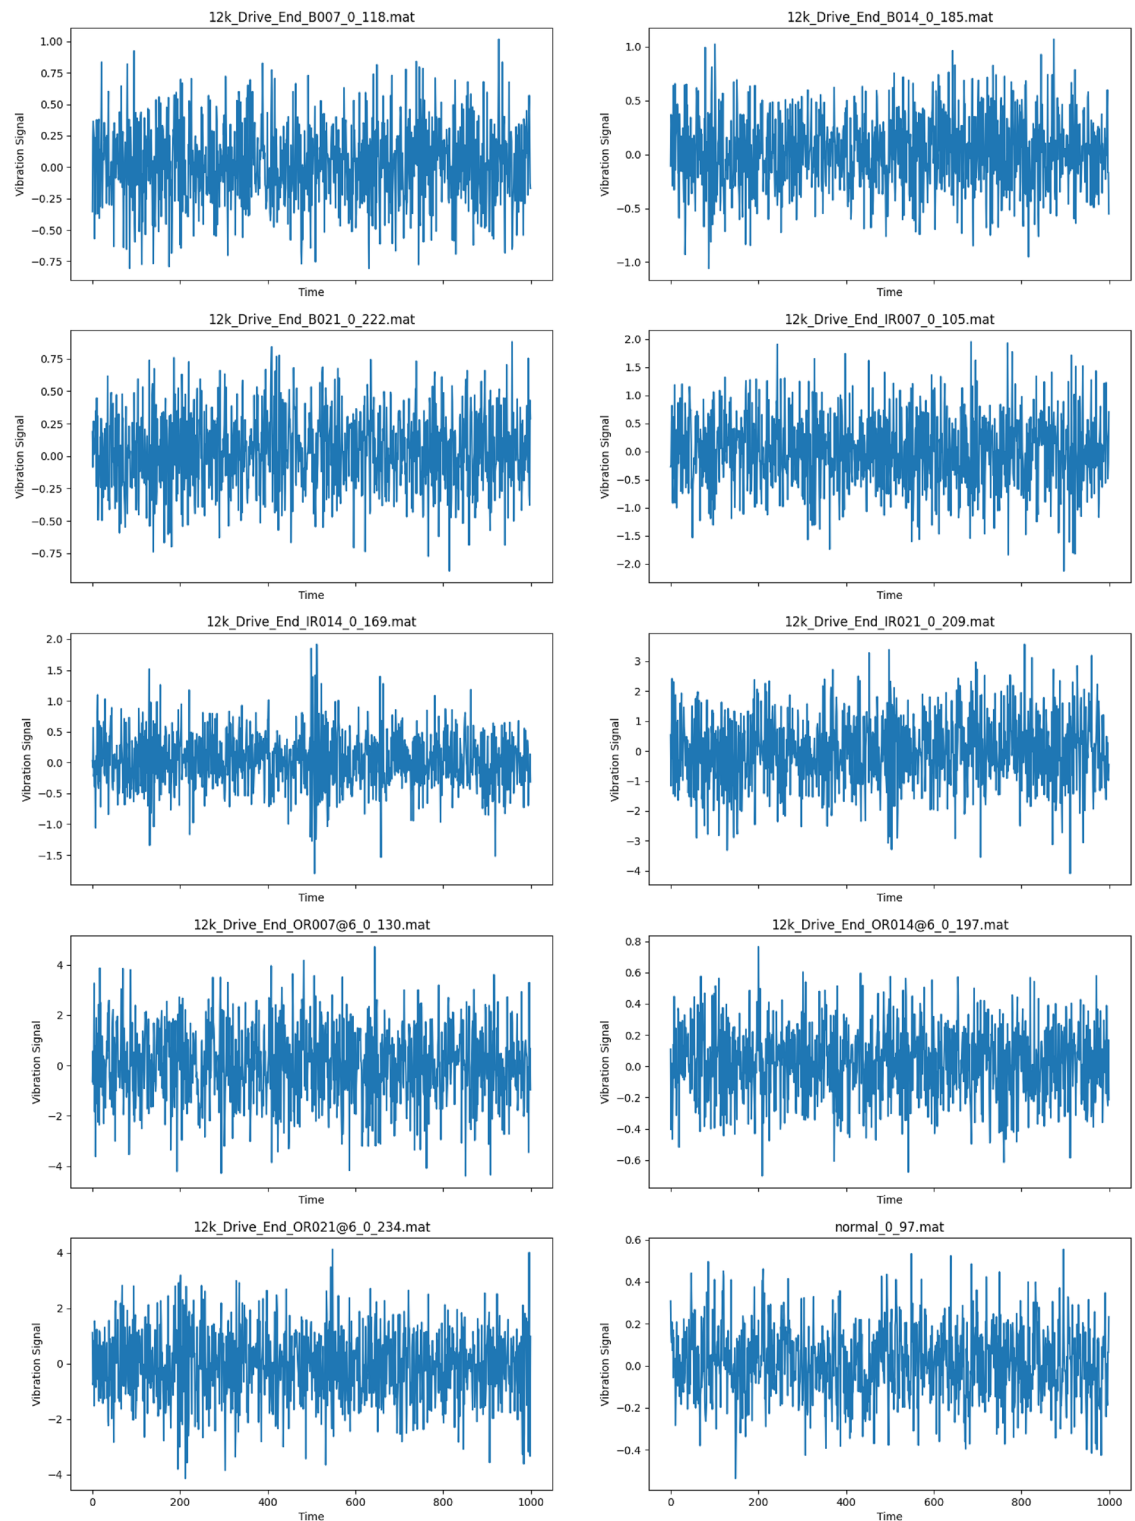 12k_Drive_End_B007_0_118.mat
1.00
0.75
0.50
0.25
0.00
−0.25
−0.50
−0.75
Vibration Signal
Time
12k_Drive_End_B014_0_185.mat
1.0
0.5
0.0
−0.5
−1.0
Vibration Signal
Time
12k_Drive_End_B021_0_222.mat
0.75
0.50
0.25
0.00
−0.25
−0.50
−0.75
Vibration Signal
Time
12k_Drive_End_IR007_0_105.mat
2.0
1.5
1.0
0.5
0.0
−0.5
−1.0
−1.5
−2.0
Vibration Signal
Time
12k_Drive_End_IR014_0_169.mat
2.0
1.5
1.0
0.5
0.0
−0.5
−1.0
−1.5
Vibration Signal
Time
12k_Drive_End_IR021_0_209.mat
3
2
1
0
−1
−2
−3
−4
Vibration Signal
Time
12k_Drive_End_OR007@6_0_130.mat
4
2
0
−2
−4
Vibration Signal
Time
12k_Drive_End_OR014@6_0_197.mat
0.8
0.6
0.4
0.2
0.0
−0.2
−0.4
−0.6
Vibration Signal
Time
12k_Drive_End_OR021@6_0_234.mat
4
2
0
−2
−4
Vibration Signal
0 200 400 600 800 1000
Time
normal_0_97.mat
0.6
0.4
0.2
0.0
−0.2
−0.4
Vibration Signal
0 200 400 600 800 1000
Time